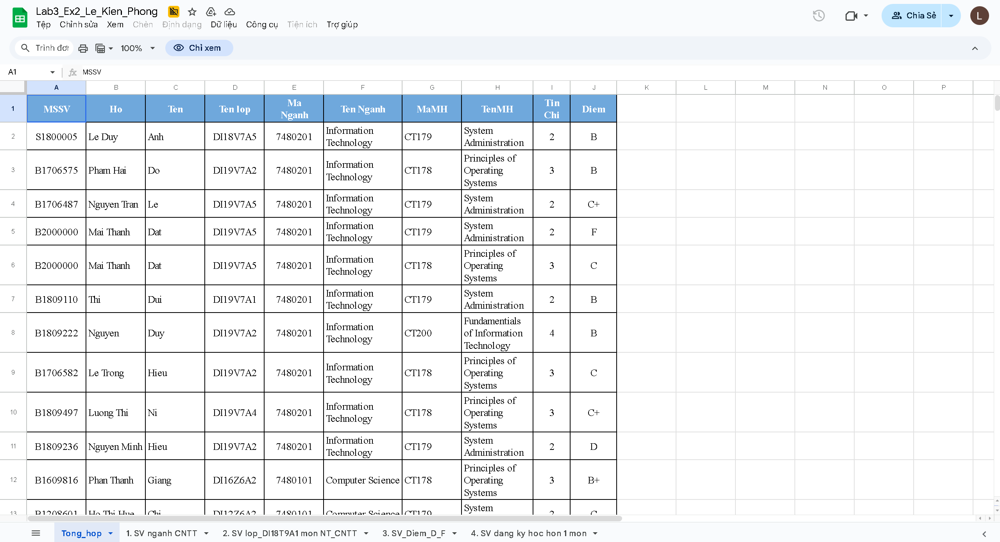 Lab3_Ex2_Le_Kien_Phong
Tệp Chỉnh sửa Xem Chèn Định dạng Dữ liệu Công cụ Tiện ích Trợ giúp
Chia Sẻ
L
Trình đơn
100%
Chỉ xem
A1 fx MSSV
A B C D E F G H I J K L M N O P
1 MSSV Ho Ten Ten lop Ma Nganh Ten Nganh MaMH TenMH Tin Chi Diem
2 S1800005 Le Duy Anh DI18V7A5 7480201 Information Technology CT179 System Administration 2 B
3 B1706575 Pham Hai Do DI19V7A2 7480201 Information Technology CT178 Principles of Operating Systems 3 B
4 B1706487 Nguyen Tran Le DI19V7A5 7480201 Information Technology CT179 System Administration 2 C+
5 B2000000 Mai Thanh Dat DI19V7A5 7480201 Information Technology CT179 System Administration 2 F
6 B2000000 Mai Thanh Dat DI19V7A5 7480201 Information Technology CT178 Principles of Operating Systems 3 C
7 B1809110 Thi Dui DI19V7A1 7480201 Information Technology CT179 System Administration 2 B
8 B1809222 Nguyen Duy DI19V7A2 7480201 Information Technology CT200 Fundamentials of Information Technology 4 B
9 B1706582 Le Trong Hieu DI19V7A2 7480201 Information Technology CT178 Principles of Operating Systems 3 C
10 B1809497 Luong Thi Ni DI19V7A4 7480201 Information Technology CT178 Principles of Operating Systems 3 C+
11 B1809236 Nguyen Minh Hieu DI19V7A2 7480201 Information Technology CT179 System Administration 2 D
12 B1609816 Phan Thanh Giang DI16Z6A2 7480101 Computer Science CT178 Principles of Operating Systems 3 B+
13 B1208601 Ho Thi Hue Chi DI12Z6A2 7480101 Computer Science CT179 System 2 C
Tong_hop 1. SV nganh CNTT 2. SV lop_DI18T9A1 mon NT_CNTT 3. SV_Diem_D_F 4. SV dang ky hoc hon 1 mon